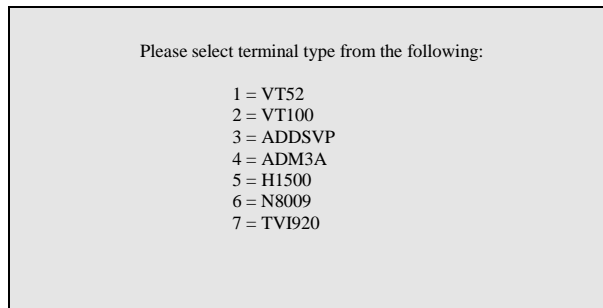 Please select terminal type from the following:
1 = VT52
2 = VT100
3 = ADDSVP
4 = ADM3A
5 = H1500
6 = N8009
7 = TVI920